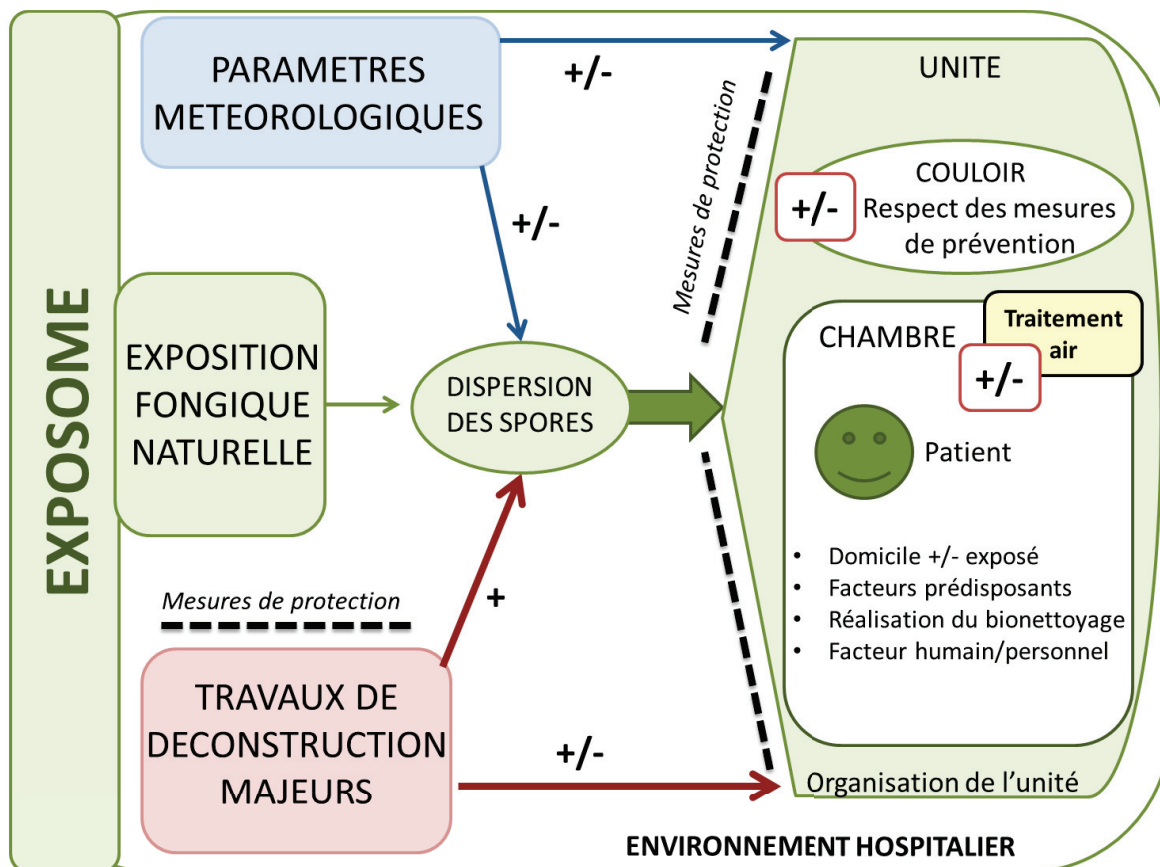 EXPOSOME
PARAMETRES
METEOROLOGIQUES
+/-
+/-
EXPOSITION
FONGIQUE
NATURELLE
DISPERSION
DES SPORES
Mesures de protection
+
TRAVAUX DE
DECONSTRUCTION
MAJEURS
+/-
Mesures de protection
UNITE
COULOIR
+/-
Respect des mesures
de prévention
CHAMBRE
Traitement
air
+/-
Patient
• Domicile +/- exposé
• Facteurs prédisposants
• Réalisation du bionettoyage
• Facteur humain/personnel
Organisation de l'unité
ENVIRONNEMENT HOSPITALIER